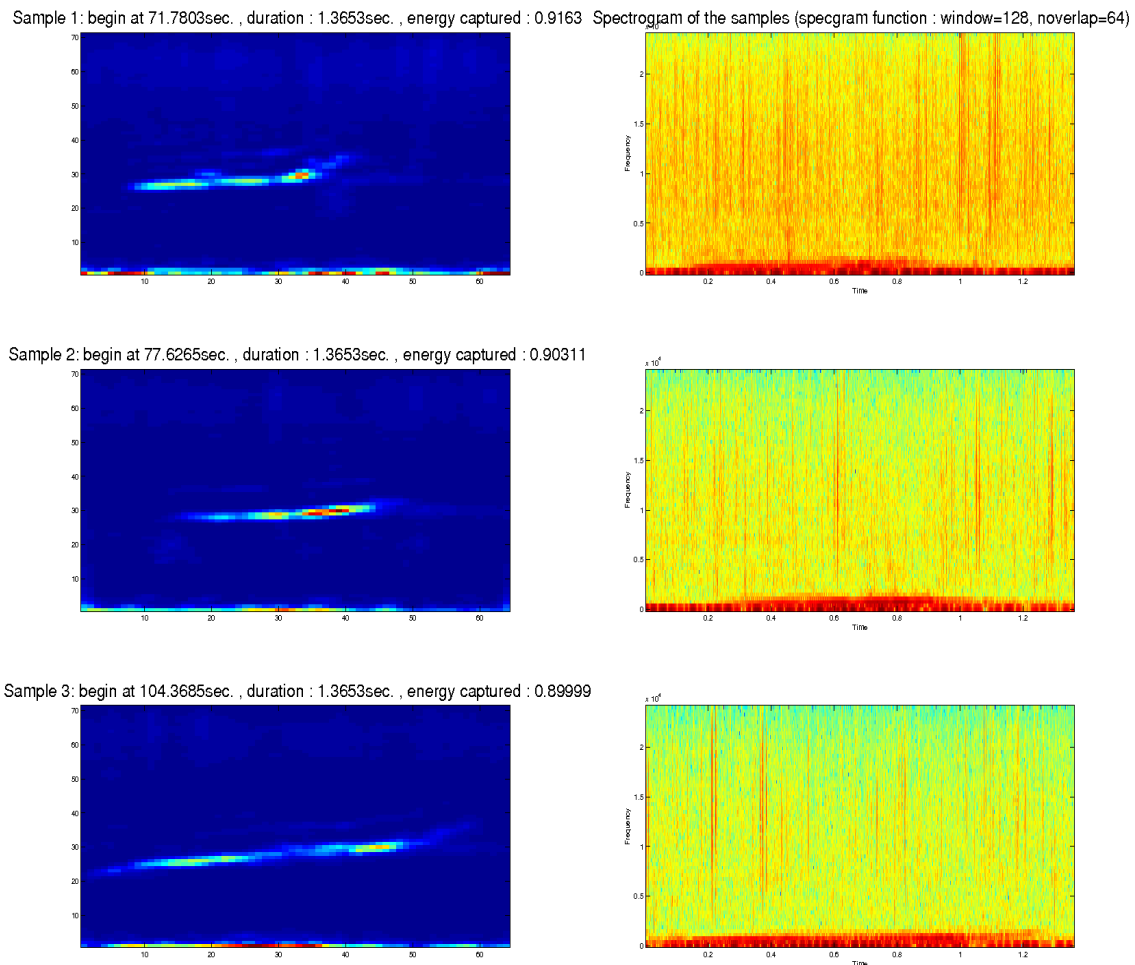 Sample 1: begin at 71.7803sec. , duration : 1.3653sec. , energy captured : 0.9163
Spectrogram of the samples (specgram function : window=128, noverlap=64)
70
60
50
40
30
20
10
10 20 30 40 50 60
Frequency
2
1.5
1
0.5
0
0.2 0.4 0.6 0.8 1 1.2
Time
Sample 2: begin at 77.6265sec. , duration : 1.3653sec. , energy captured : 0.90311
70
60
50
40
30
20
10
10 20 30 40 50 60
x 10⁴
Frequency
2
1.5
1
0.5
0
0.2 0.4 0.6 0.8 1 1.2
Time
Sample 3: begin at 104.3685sec. , duration : 1.3653sec. , energy captured : 0.89999
70
60
50
40
30
20
10
10 20 30 40 50 60
x 10⁴
Frequency
2
1.5
1
0.5
0
0.2 0.4 0.6 0.8 1 1.2
Time